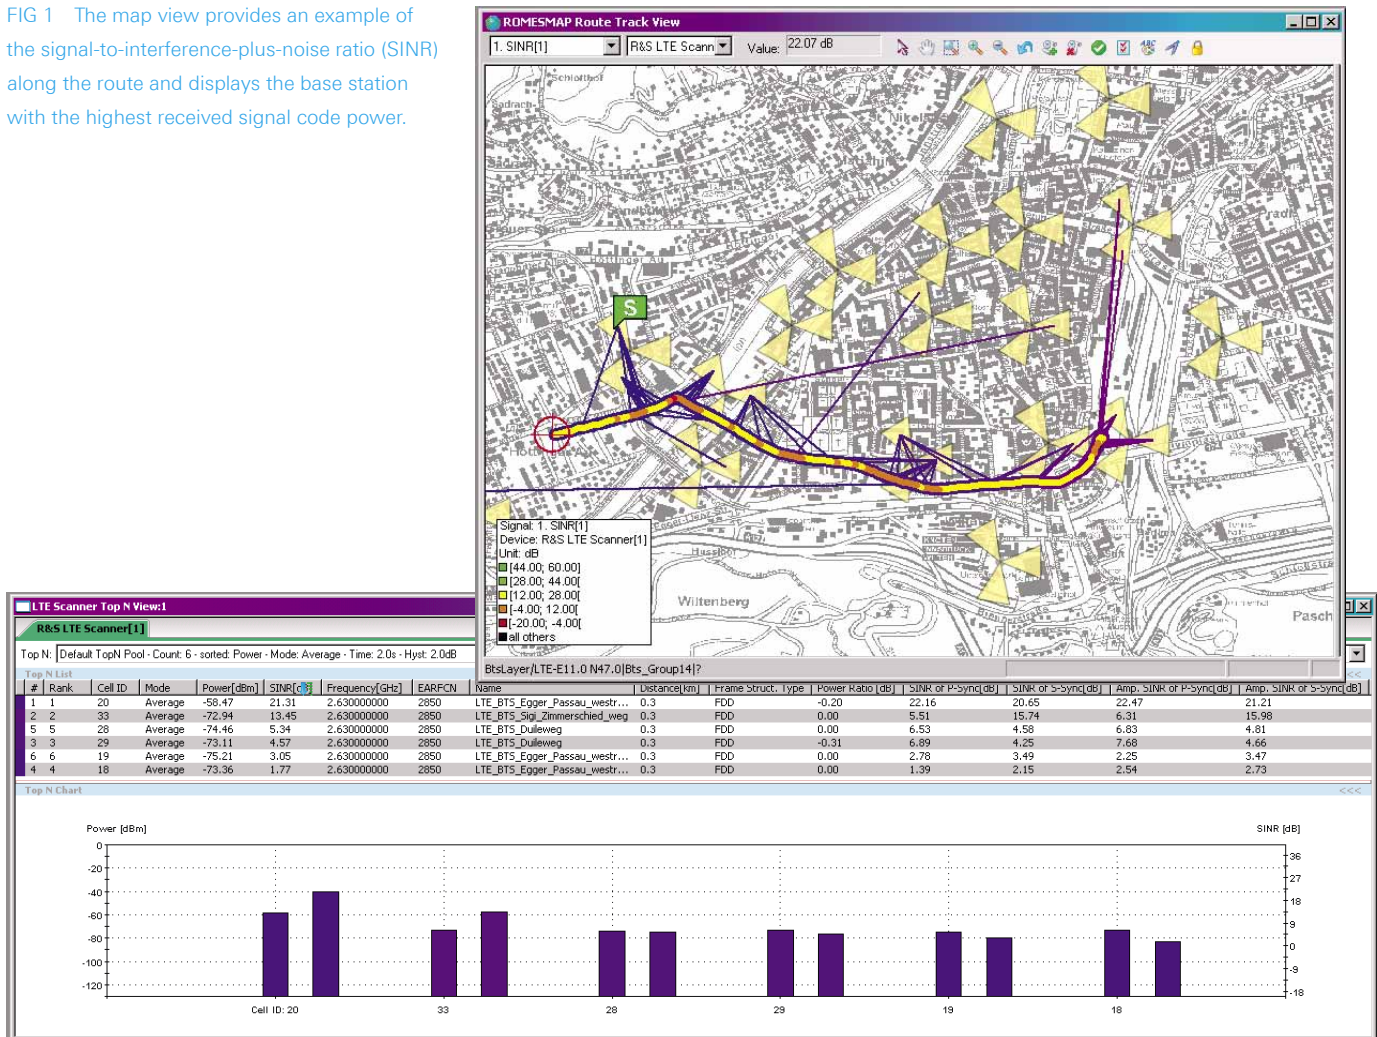 FIG 1 The map view provides an example of
the signal-to-interference-plus-noise ratio (SINR)
along the route and displays the base station
with the highest received signal code power.
ROMESMAP Route Track View
1. SINR[1] R&S LTE Scann Value: 22.07 dB
Schlotthof
Sadrach
St. Nikol
Höttinger Au
Signal: 1. SINR[1]
Device: R&S LTE Scanner[1]
Unit: dB
[44.00; 60.00]
[28.00; 44.00[
[12.00; 28.00[
[-4.00; 12.00[
[-20.00; -4.00[
all others
Wiltenberg
Pasch
BtsLayer/LTE-E11.0 N47.0|Bts_Group14|?
LTE Scanner Top N View:1
R&S LTE Scanner[1]
Top N: Default TopN Pool - Count: 6 - sorted: Power - Mode: Average - Time: 2.0s - Hyst: 2.0dB
Top N List <<<
# Rank Cell ID Mode Power[dBm] SINR[d Frequency[GHz] EARFCN Name Distance[km] Frame Struct. Type Power Ratio [dB] SINR of P-Sync[dB] SINR of S-Sync[dB] Amp. SINR of P-Sync[dB] Amp. SINR of S-Sync[dB]
1 1 20 Average -58.47 21.31 2.630000000 2850 LTE_BTS_Egger_Passau_westr... 0.3 FDD -0.20 22.16 20.65 22.47 21.21
2 2 33 Average -72.94 13.45 2.630000000 2850 LTE_BTS_Sigi_Zimmerschied_weg 0.3 FDD 0.00 5.51 15.74 6.31 15.98
5 5 28 Average -74.46 5.34 2.630000000 2850 LTE_BTS_Duileweg 0.3 FDD 0.00 6.53 4.58 6.83 4.81
3 3 29 Average -73.11 4.57 2.630000000 2850 LTE_BTS_Duileweg 0.3 FDD -0.31 6.89 4.25 7.68 4.66
6 6 19 Average -75.21 3.05 2.630000000 2850 LTE_BTS_Egger_Passau_westr... 0.3 FDD 0.00 2.78 3.49 2.25 3.47
4 4 18 Average -73.36 1.77 2.630000000 2850 LTE_BTS_Egger_Passau_westr... 0.3 FDD 0.00 1.39 2.15 2.54 2.73
Top N Chart <<<
Power [dBm] SINR [dB]
0
-20
-40
-60
-80
-100
-120
36
27
18
9
0
-9
-18
Cell ID: 20 33 28 29 19 18